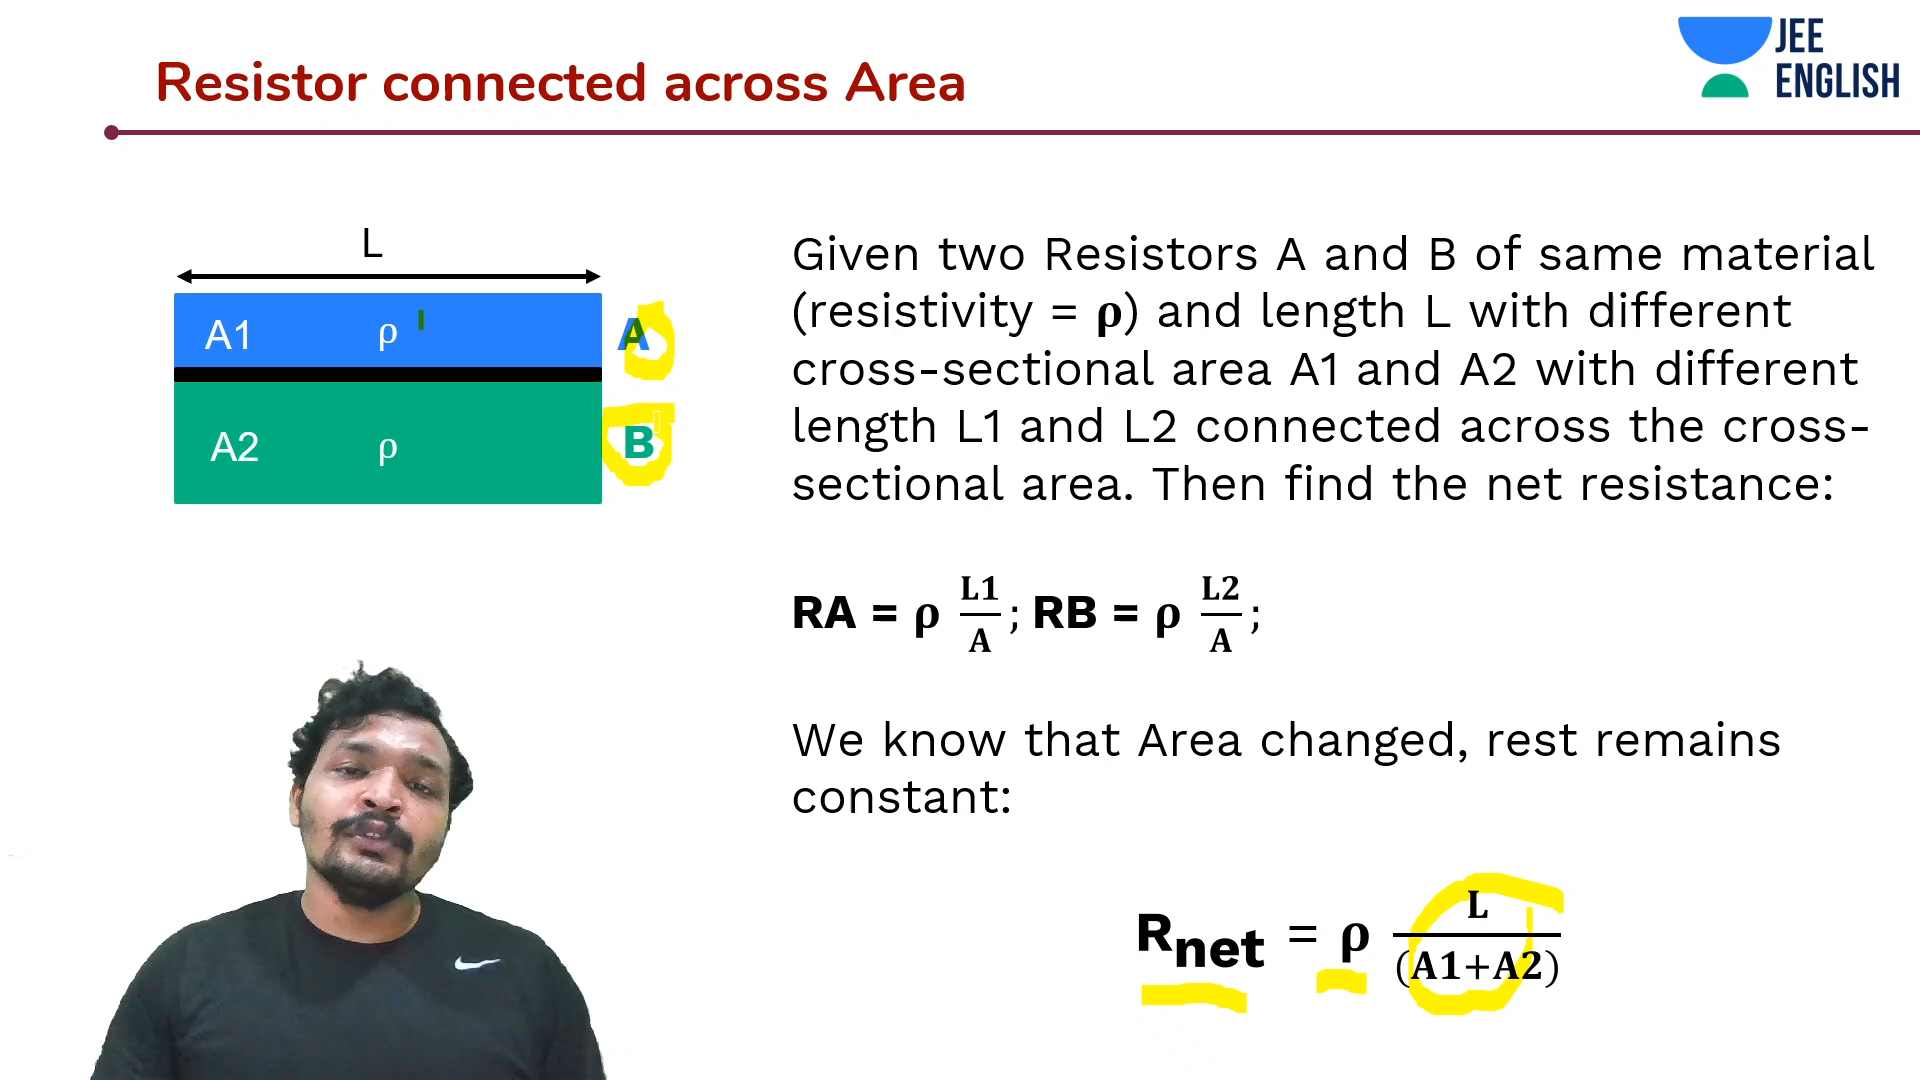 Resistor connected across Area
JEE
ENGLISH
L
A1 ρ A
A2 ρ B
Given two Resistors A and B of same material
(resistivity = ρ) and length L with different
cross-sectional area A1 and A2 with different
length L1 and L2 connected across the cross-
sectional area. Then find the net resistance:
RA = ρ L1/A ; RB = ρ L2/A ;
We know that Area changed, rest remains
constant:
Rnet = ρ L/(A1+A2)